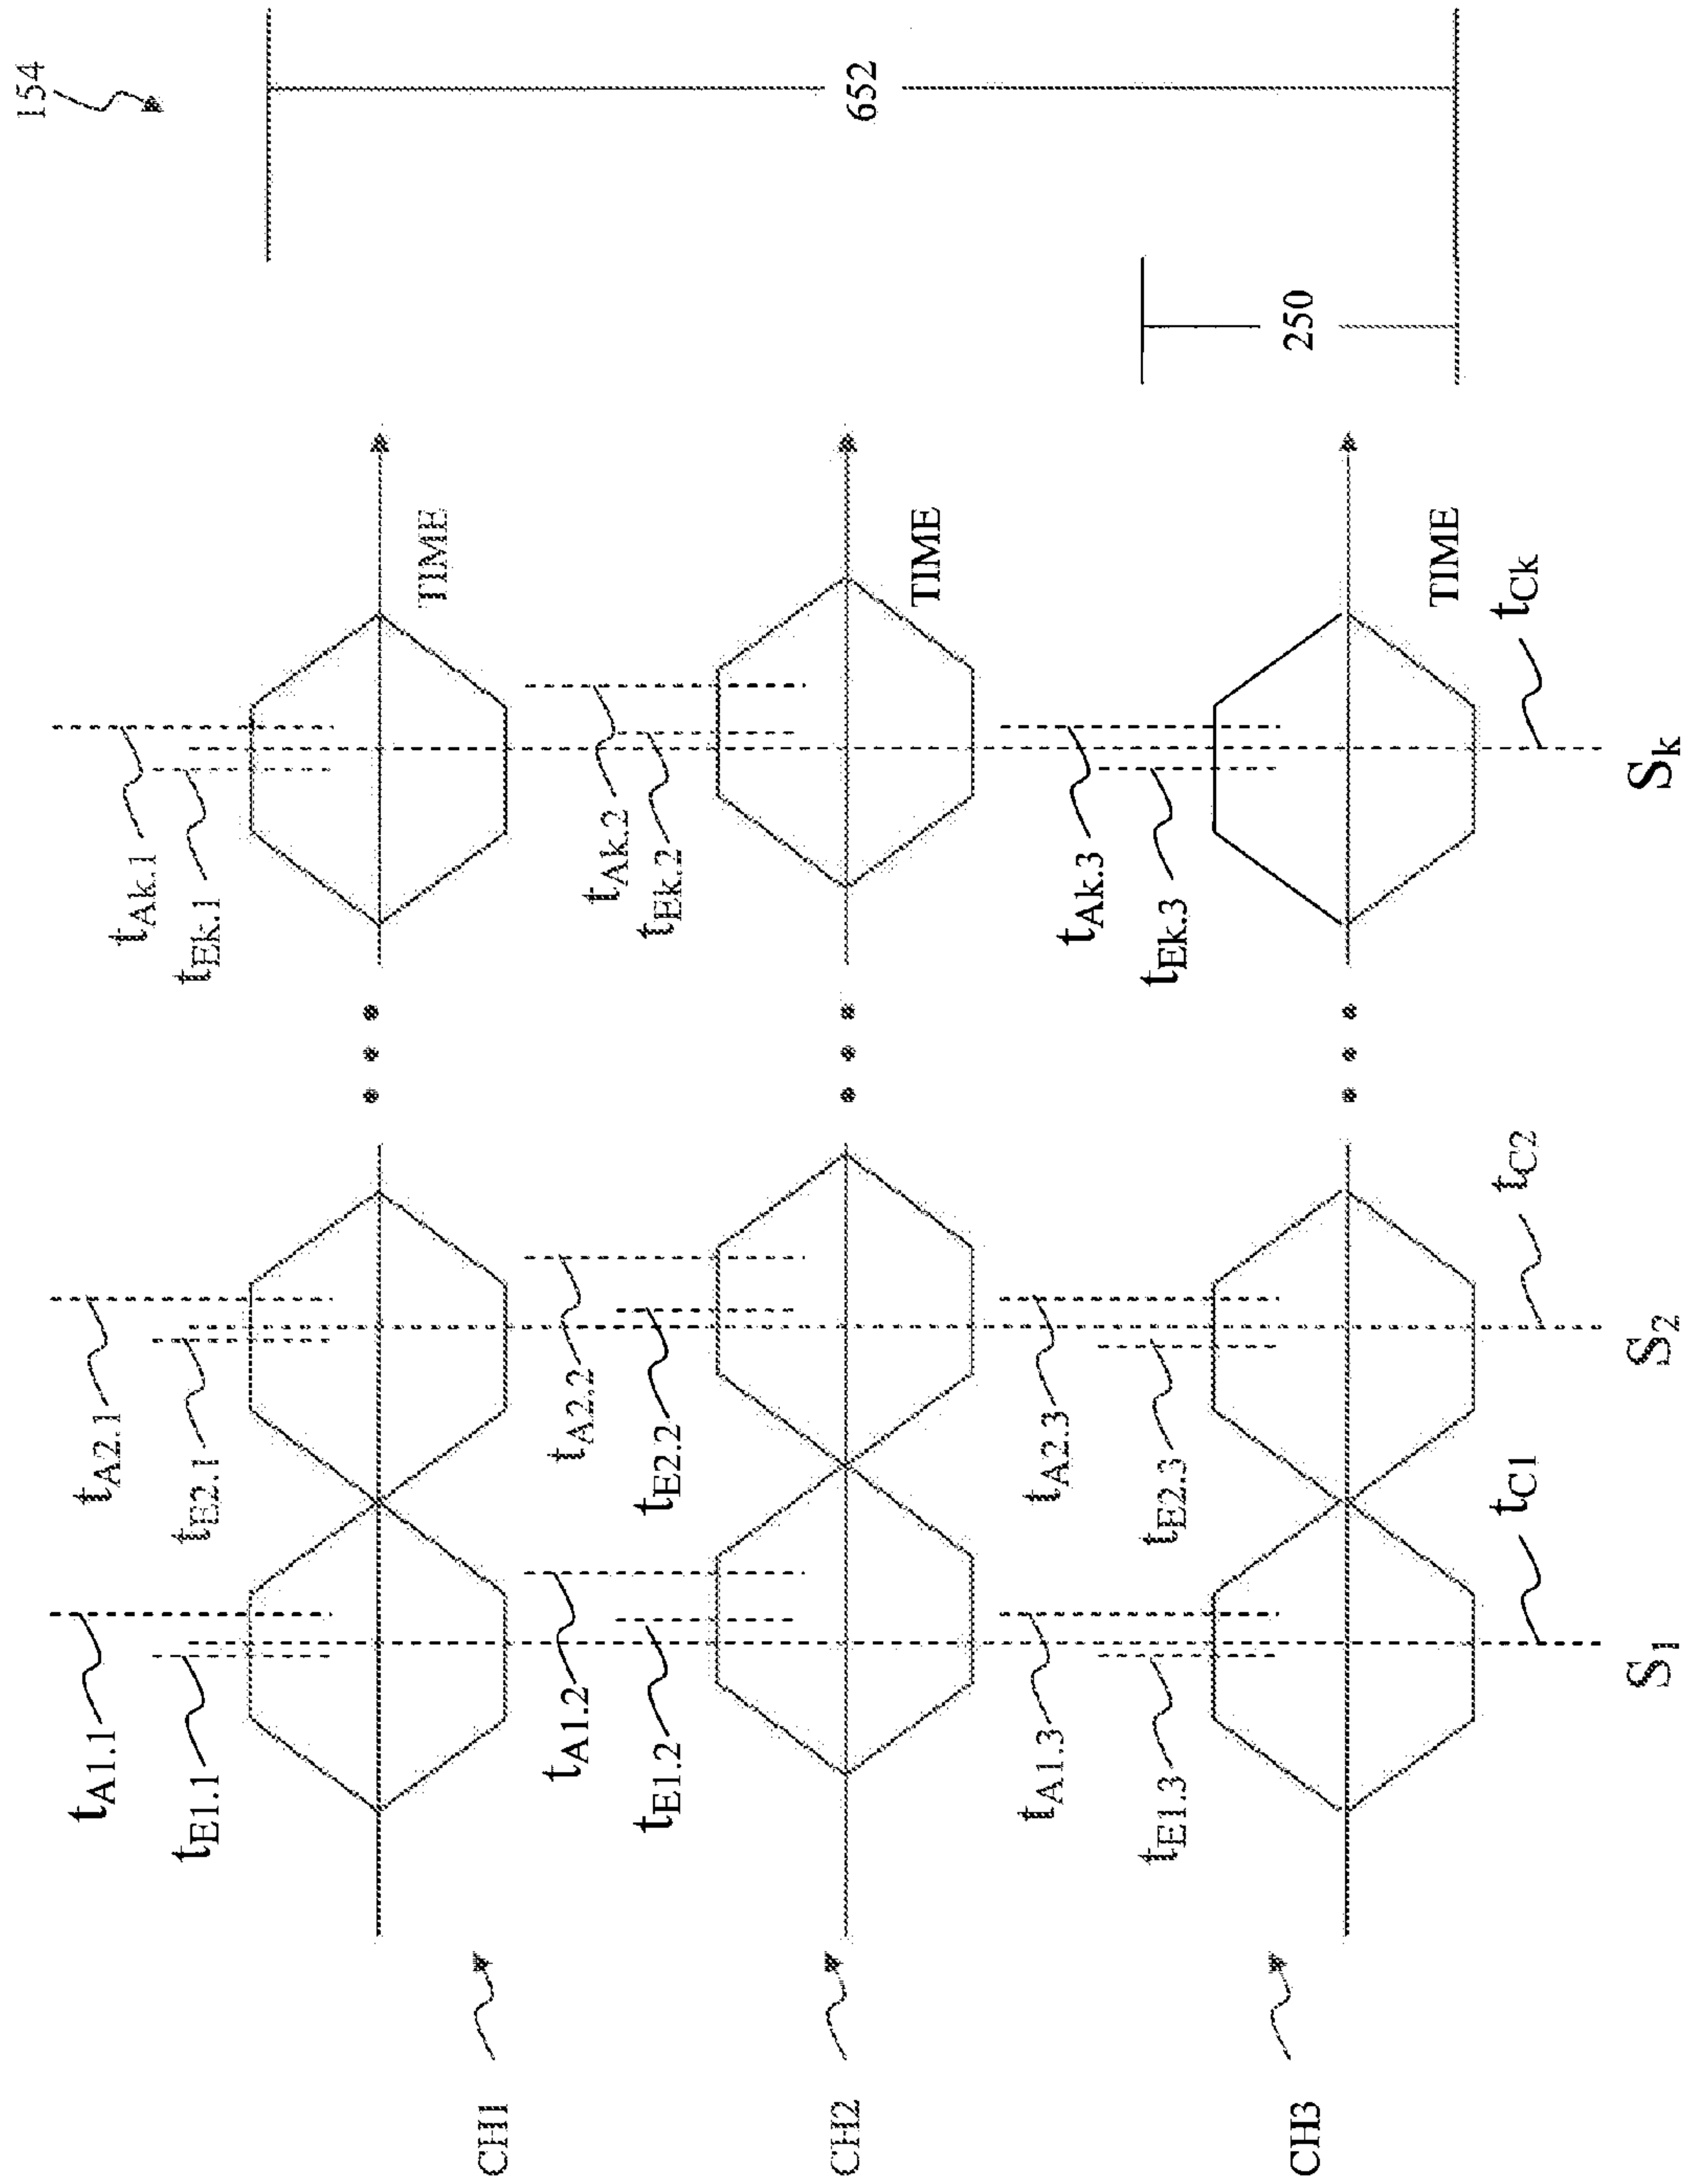 154
652
250
tA1.1
tE1.1
tA2.1
tE2.1
tAk.1
tEk.1
CH1
TIME
tA1.2
tE1.2
tA2.2
tE2.2
tAk.2
tEk.2
CH2
TIME
tA1.3
tE1.3
tA2.3
tE2.3
tAk.3
tEk.3
CH3
TIME
tC1
tC2
tCk
S1
S2
Sk